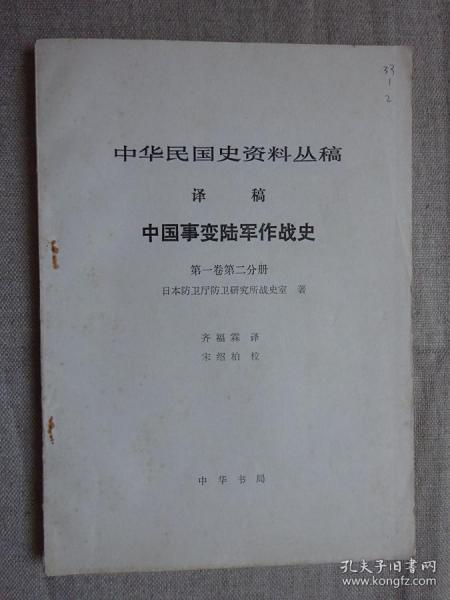 33
1
2
中华民国史资料丛稿
译 稿
中国事变陆军作战史
第一卷第二分册
日本防卫厅防卫研究所战史室 著
齐福霖 译
宋绍柏 校
中华书局
孔夫子旧书网
www.kongfz.com